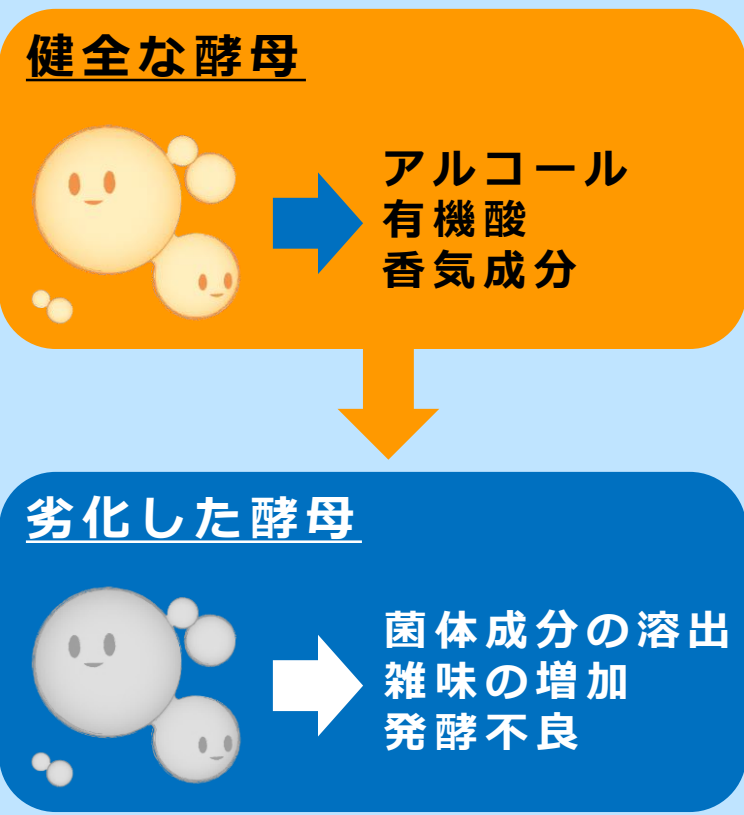 健全な酵母
アルコール
有機酸
香気成分
劣化した酵母
菌体成分の溶出
雑味の増加
発酵不良